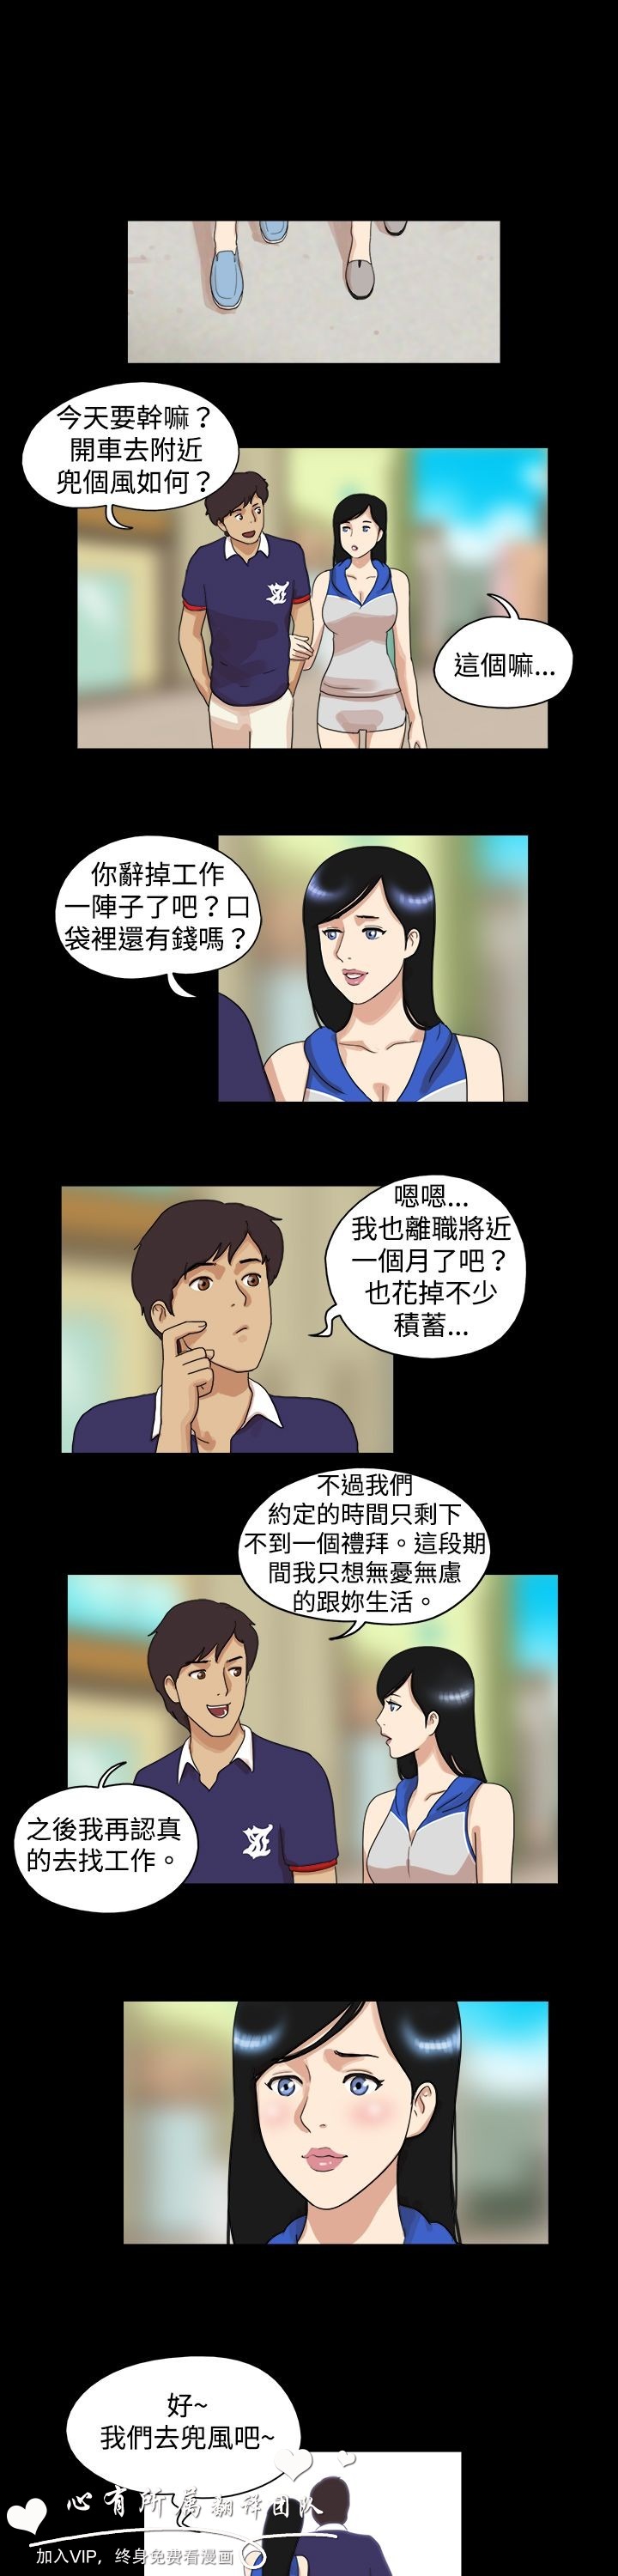 今天要幹嘛？
開車去附近
兜個風如何？
這個嘛...
你辭掉工作
一陣子了吧？口
袋裡還有錢嗎？
嗯嗯...
我也離職將近
一個月了吧？
也花掉不少
積蓄...
不過我們
約定的時間只剩下
不到一個禮拜。這段期
間我只想無憂無慮
的跟妳生活。
之後我再認真
的去找工作。
好~
我們去兜風吧~
心有所属翻译团队
加入VIP，终身免费看漫画